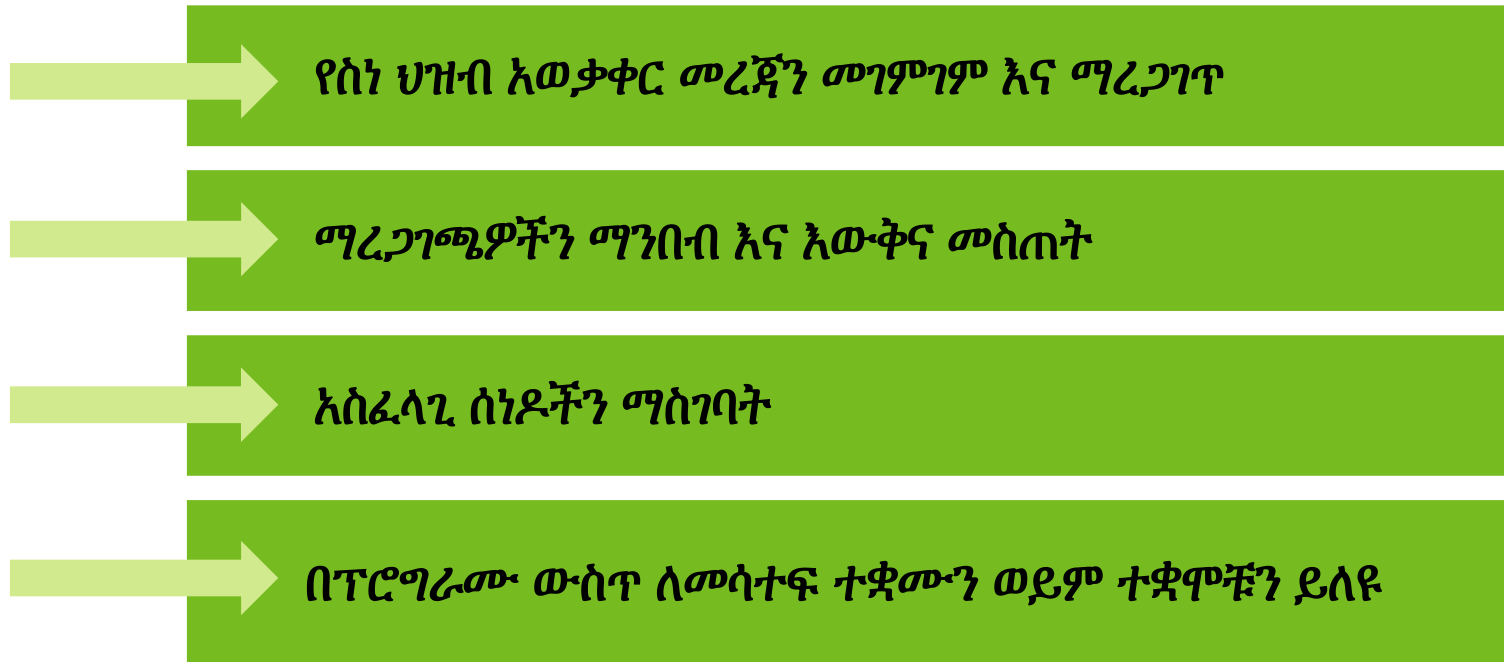 የስነ ህዝብ አወቃቀር መረጃን መገምገም እና ማረጋገጥ
ማረጋገጫዎችን ማንበብ እና እውቅና መስጠት
አስፈላጊ ሰነዶችን ማስገባት
በፕሮግራሙ ውስጥ ለመሳተፍ ተቋሙን ወይም ተቋሞቹን ይለዩ